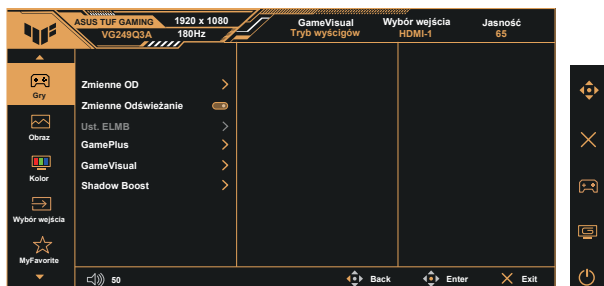 ASUS TUF GAMING 1920 x 1080 GameVisual Wybór wejścia Jasność
VG249Q3A 180Hz Tryb wyścigów HDMI-1 65
Gry
Obraz
Kolor
Wybór wejścia
MyFavorite
Zmienne OD
Zmienne Odświeżanie
Ust. ELMB
GamePlus
GameVisual
Shadow Boost
50 Back Enter Exit